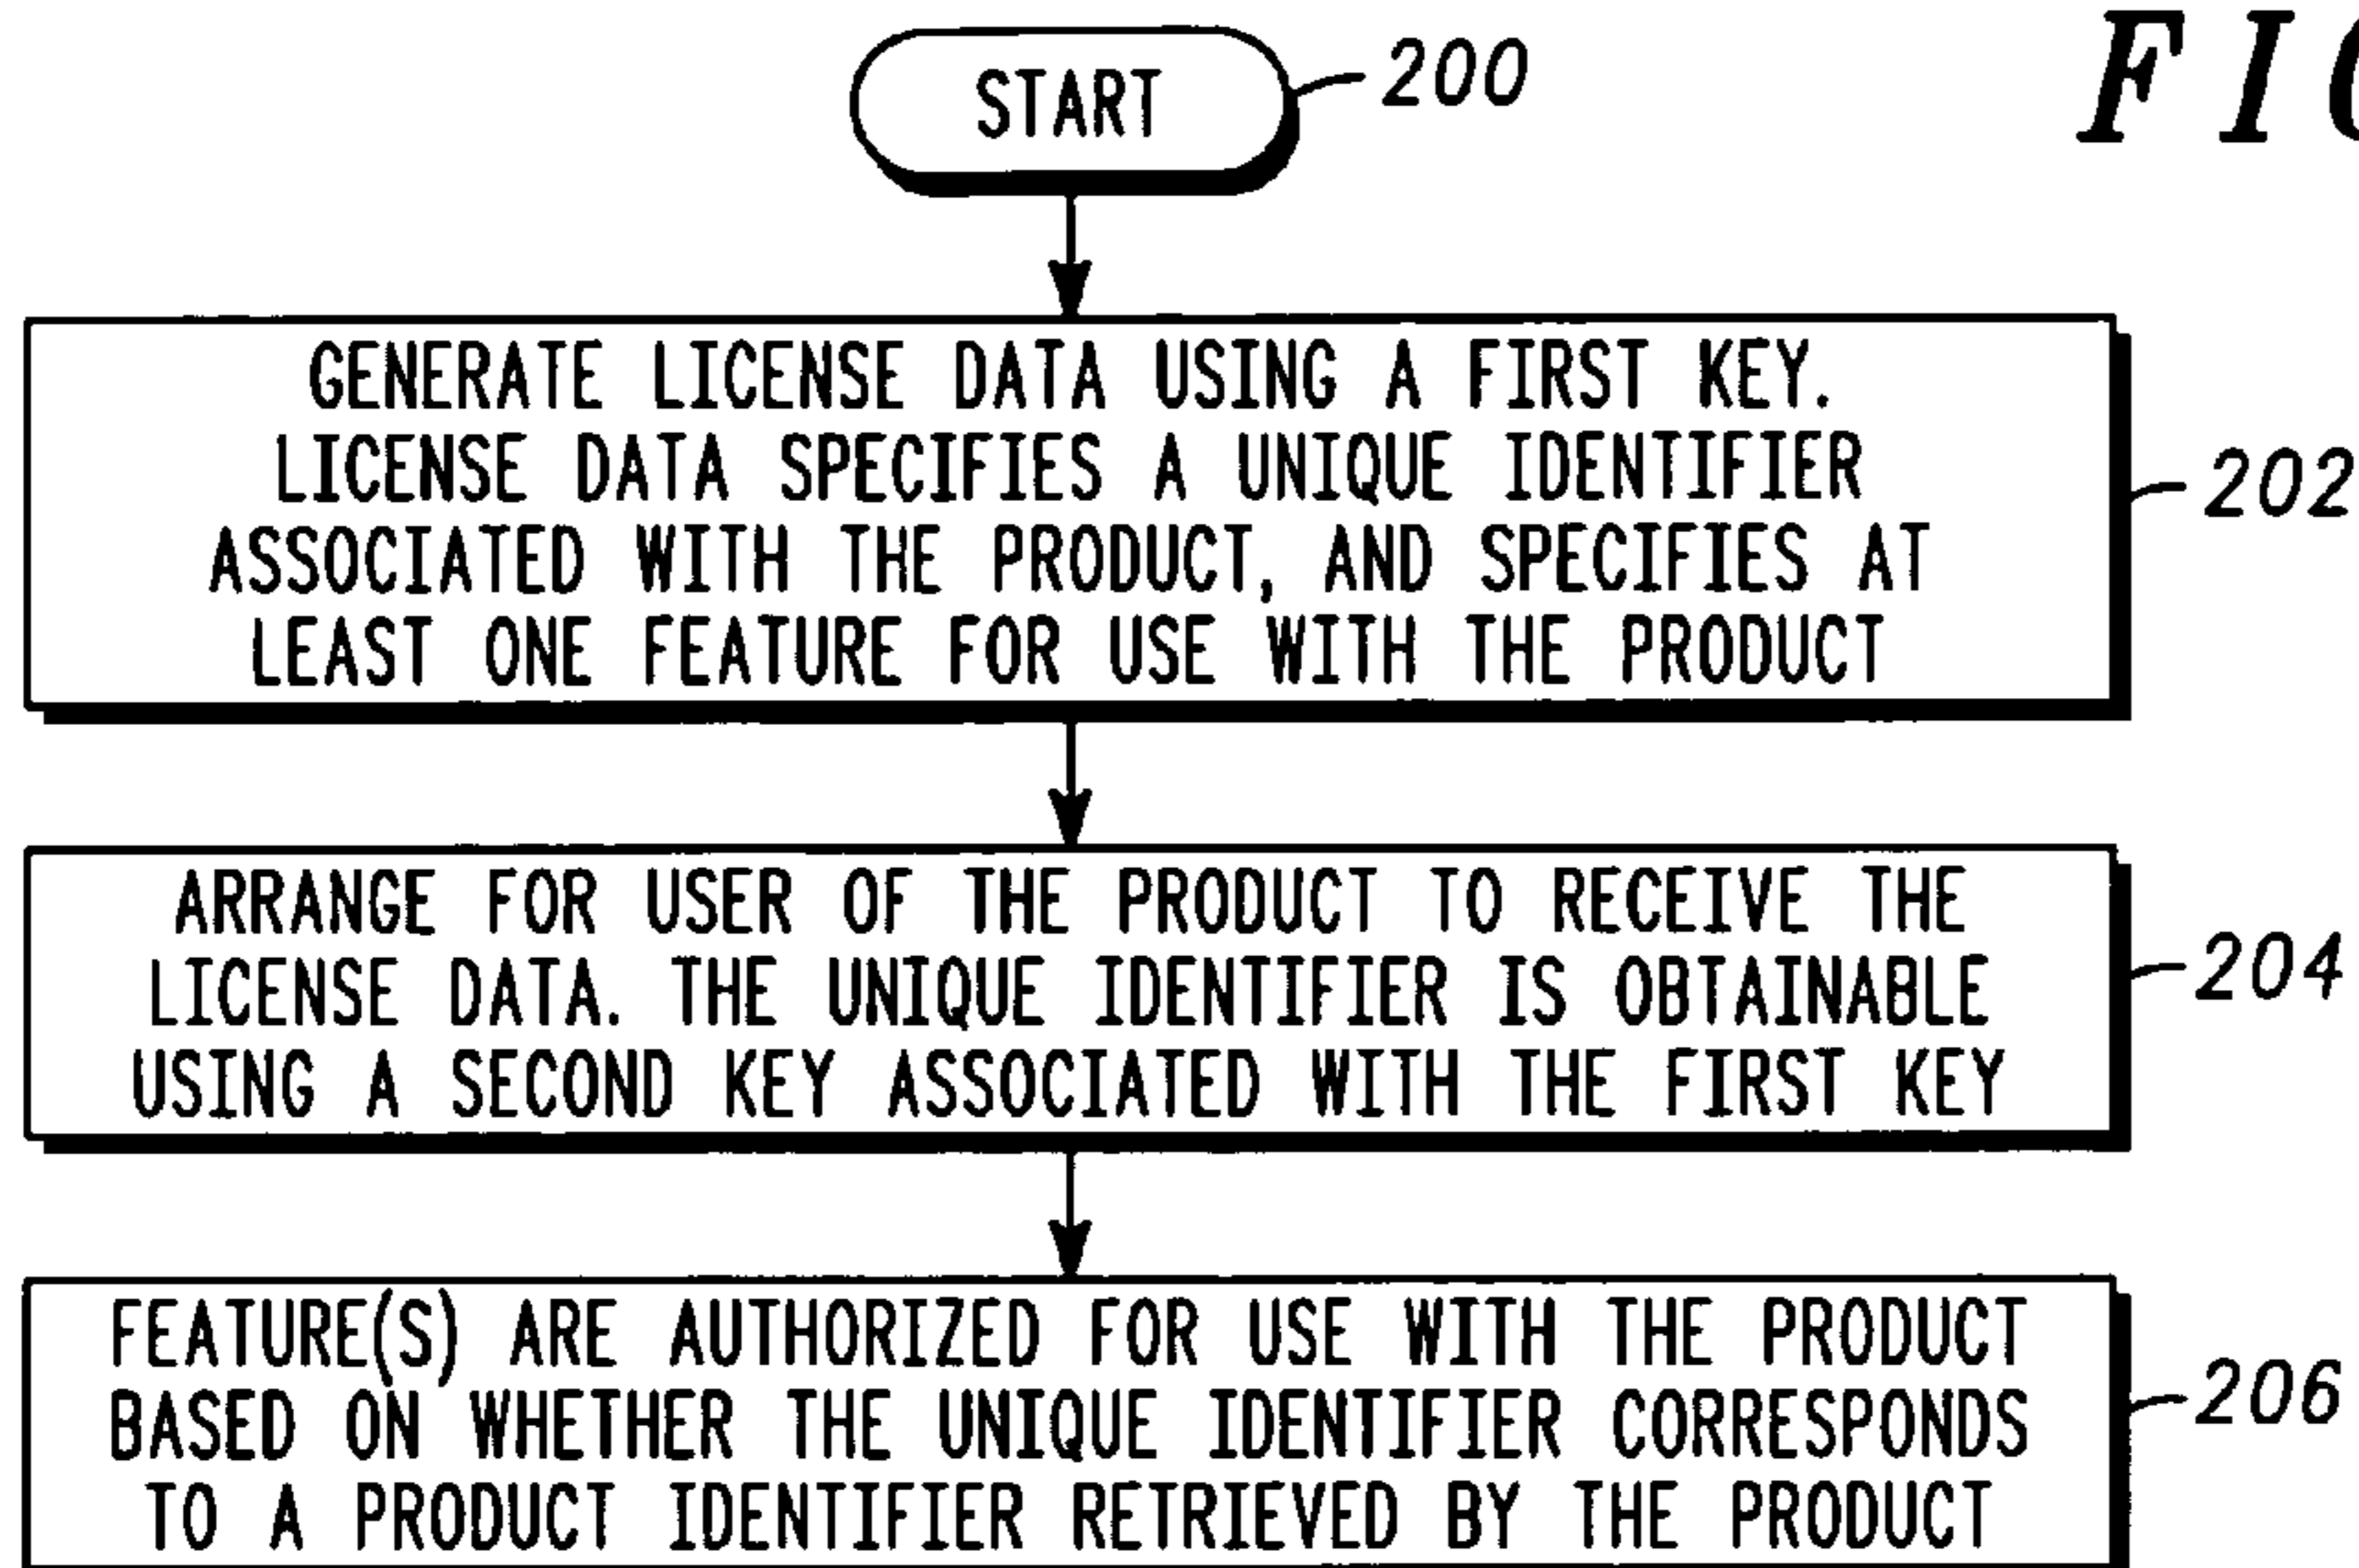 START
200
FI
GENERATE LICENSE DATA USING A FIRST KEY.
LICENSE DATA SPECIFIES A UNIQUE IDENTIFIER
ASSOCIATED WITH THE PRODUCT, AND SPECIFIES AT
LEAST ONE FEATURE FOR USE WITH THE PRODUCT
202
ARRANGE FOR USER OF THE PRODUCT TO RECEIVE THE
LICENSE DATA. THE UNIQUE IDENTIFIER IS OBTAINABLE
USING A SECOND KEY ASSOCIATED WITH THE FIRST KEY
204
FEATURE(S) ARE AUTHORIZED FOR USE WITH THE PRODUCT
BASED ON WHETHER THE UNIQUE IDENTIFIER CORRESPONDS
TO A PRODUCT IDENTIFIER RETRIEVED BY THE PRODUCT
206